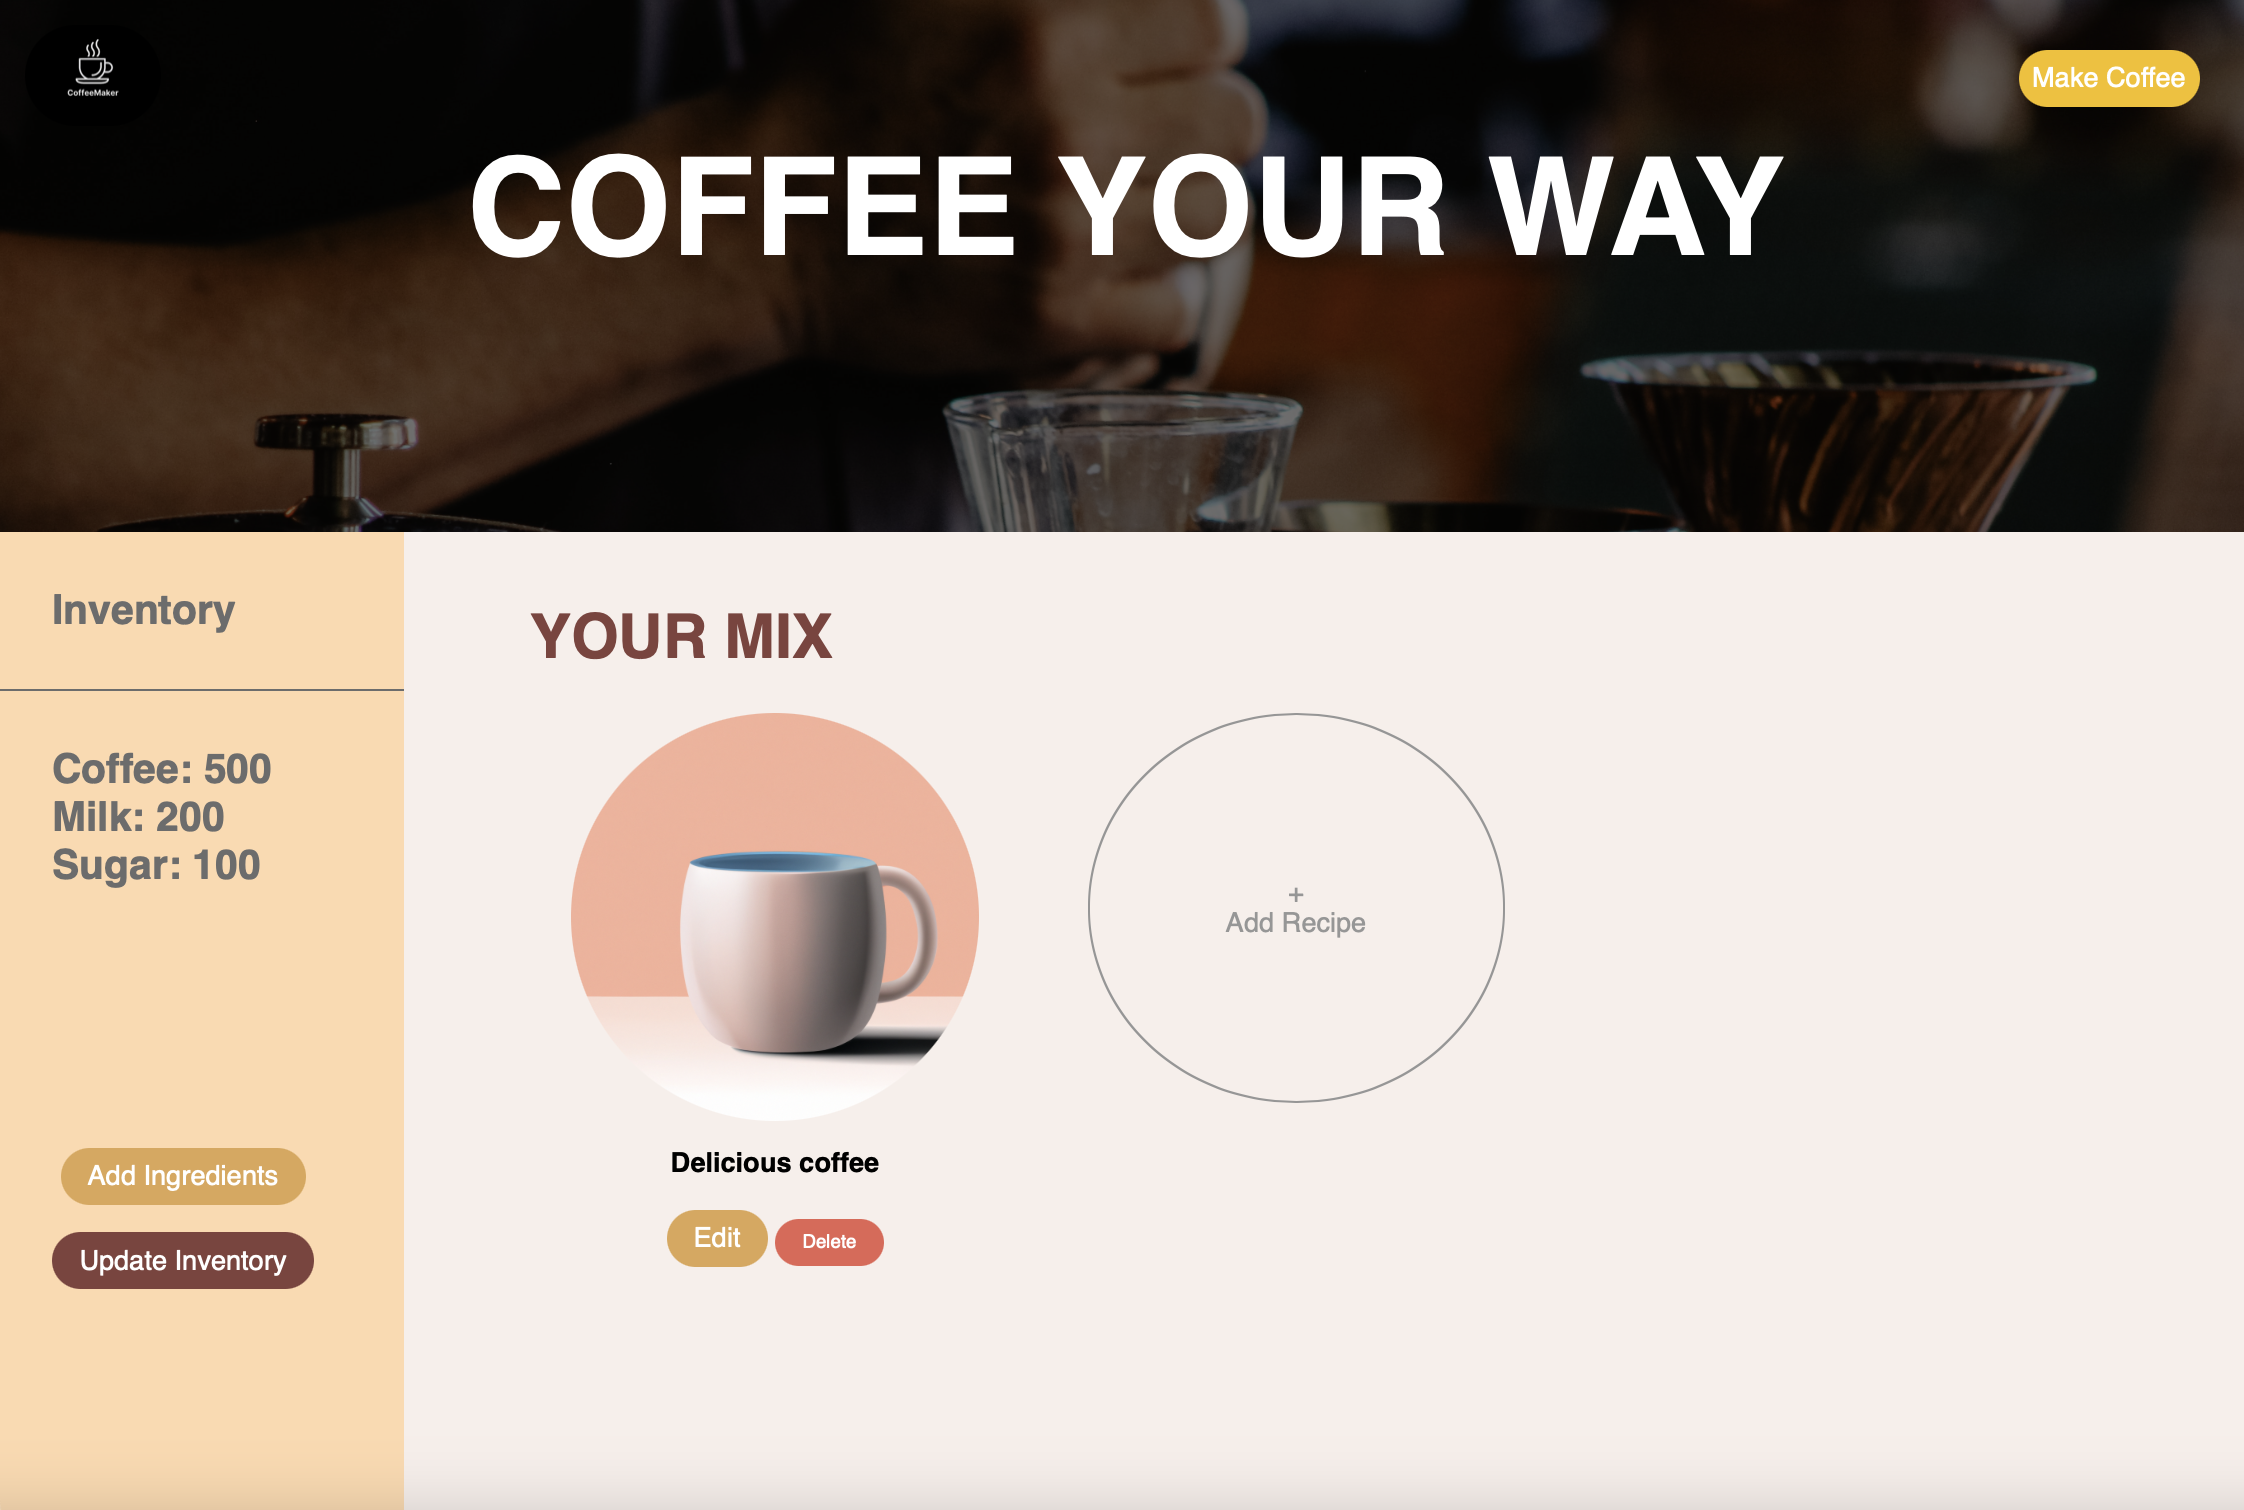 CoffeeMaker
Make Coffee
COFFEE YOUR WAY
Inventory
Coffee: 500
Milk: 200
Sugar: 100
Add Ingredients
Update Inventory
YOUR MIX
Delicious coffee
Edit
Delete
+
Add Recipe